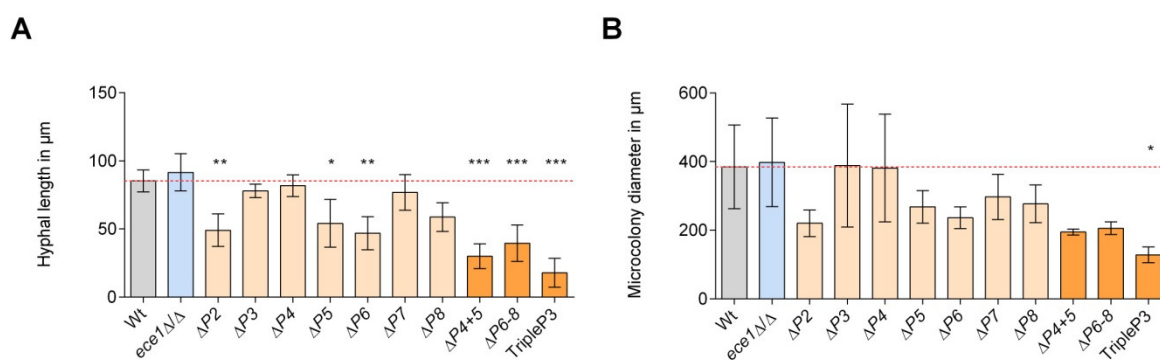 A
Hyphal length in µm
150
100
50
0
** * ** *** *** ***
Wt
ece1Δ/Δ
ΔP2
ΔP3
ΔP4
ΔP5
ΔP6
ΔP7
ΔP8
ΔP4+5
ΔP6-8
TripleP3
B
Microcolony diameter in µm
600
400
200
0
*
Wt
ece1Δ/Δ
ΔP2
ΔP3
ΔP4
ΔP5
ΔP6
ΔP7
ΔP8
ΔP4+5
ΔP6-8
TripleP3